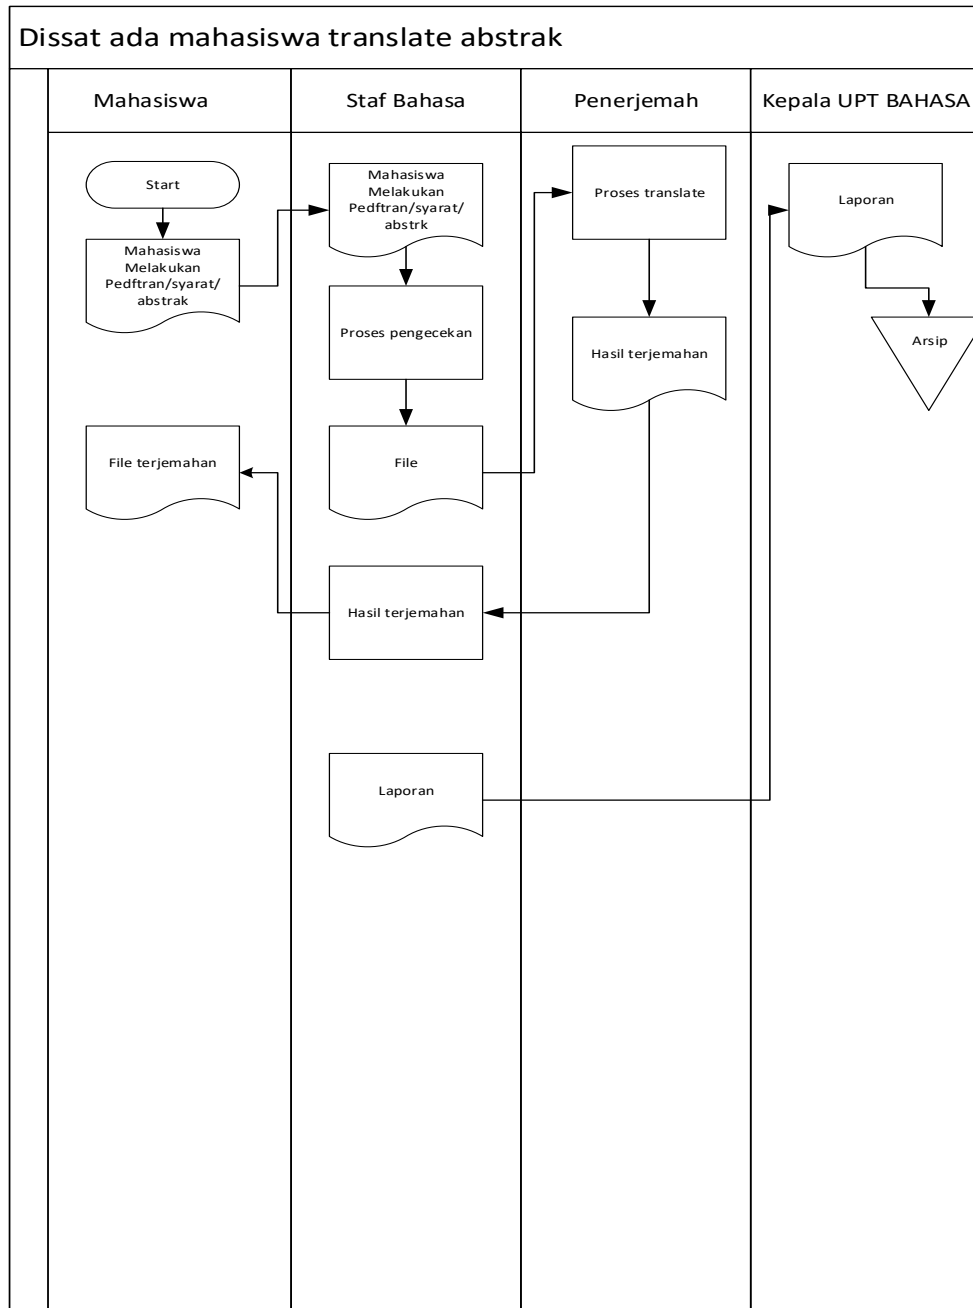 Dissat ada mahasiswa translate abstrak
Mahasiswa
Staf Bahasa
Penerjemah
Kepala UPT BAHASA
Start
Mahasiswa
Melakukan
Pedftran/syarat/
abstrak
File terjemahan
Mahasiswa
Melakukan
Pedftran/syarat/
abstrk
Proses pengecekan
File
Hasil terjemahan
Laporan
Proses translate
Hasil terjemahan
Laporan
Arsip